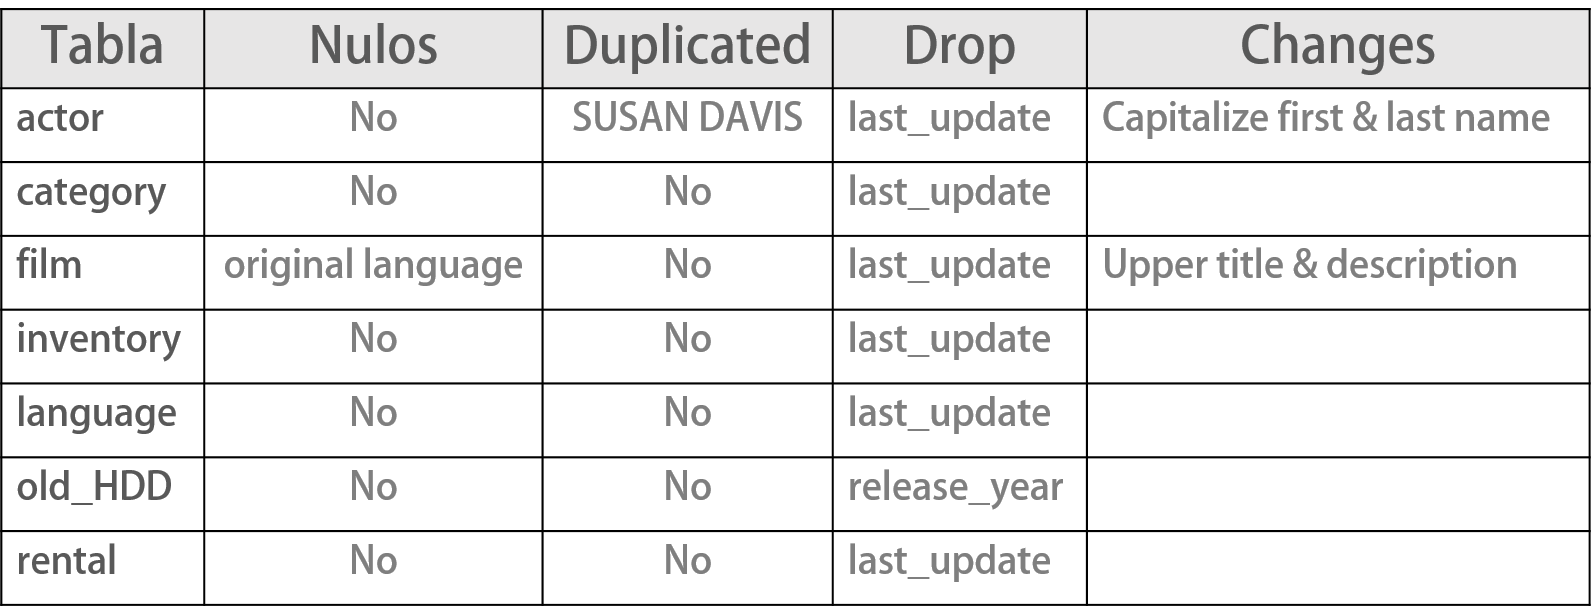 Tabla Nulos Duplicated Drop Changes
actor No SUSAN DAVIS last_update Capitalize first & last name
category No No last_update
film original language No last_update Upper title & description
inventory No No last_update
language No No last_update
old_HDD No No release_year
rental No No last_update